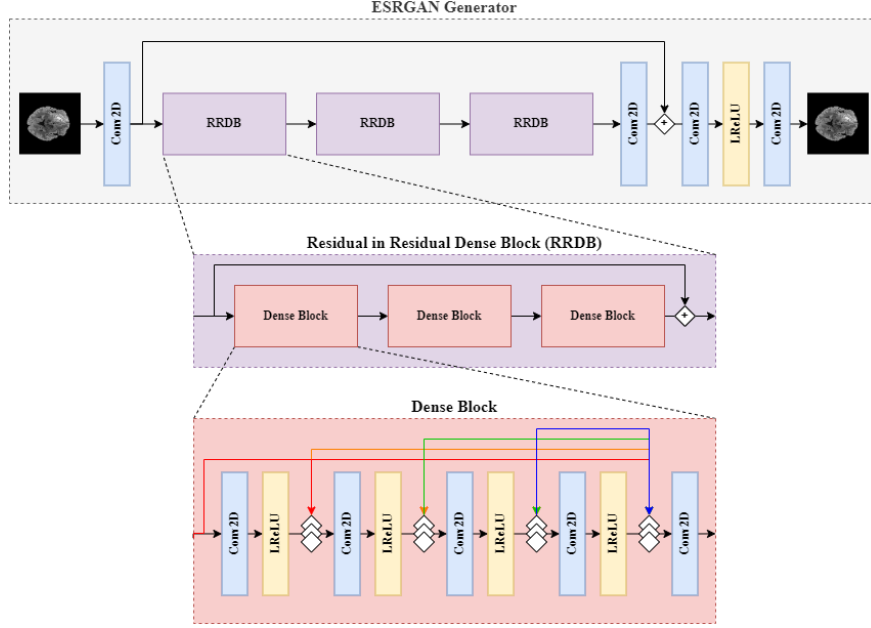 ESRGAN Generator
Conv 2D
RRDB
RRDB
RRDB
Conv 2D
+
Conv 2D
LReLU
Conv 2D
Residual in Residual Dense Block (RRDB)
Dense Block
Dense Block
Dense Block
+
Dense Block
Conv 2D
LReLU
Conv 2D
LReLU
Conv 2D
LReLU
Conv 2D
LReLU
Conv 2D